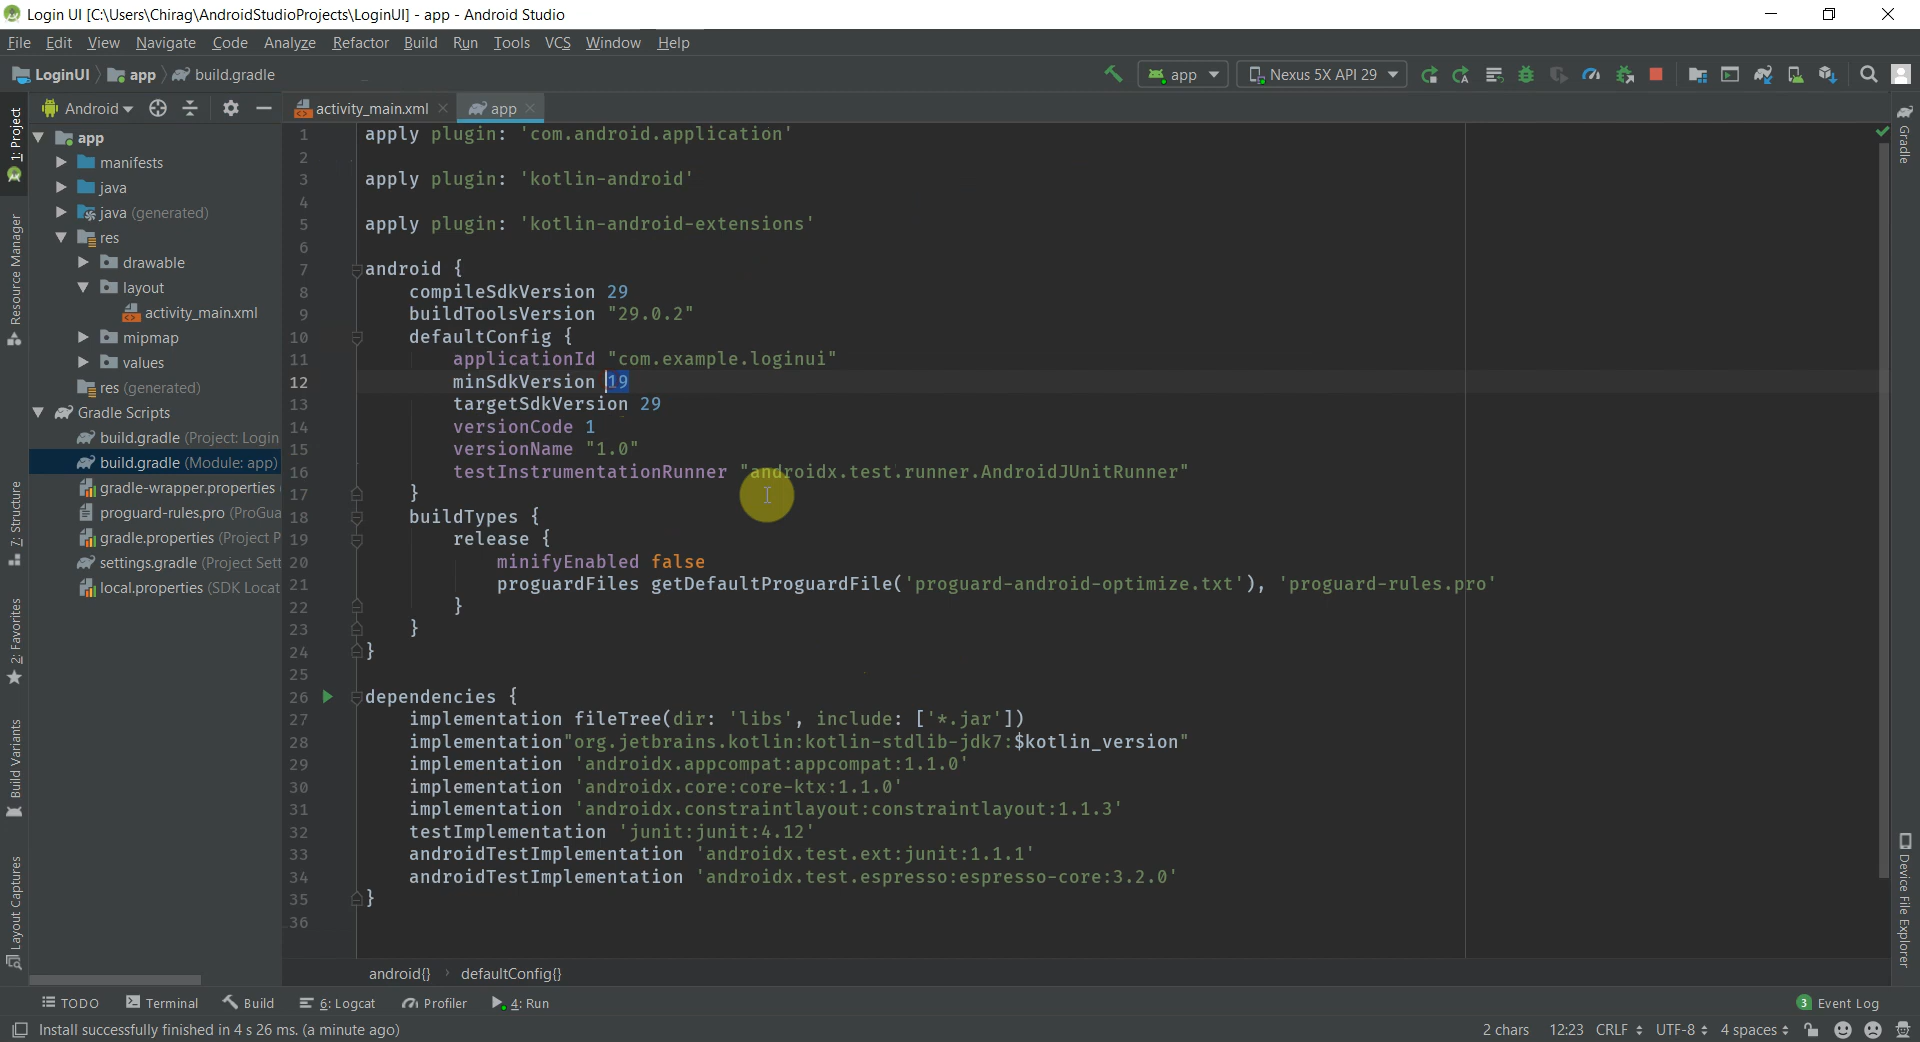 Login UI [C:\Users\Chirag\AndroidStudioProjects\LoginUI] - app - Android Studio
File Edit View Navigate Code Analyze Refactor Build Run Tools VCS Window Help
LoginUI app build.gradle
app Nexus 5X API 29
Android activity_main.xml app
1: Project
Resource Manager
7: Structure
2: Favorites
Build Variants
Layout Captures
app
manifests
java
java (generated)
res
drawable
layout
activity_main.xml
mipmap
values
res (generated)
Gradle Scripts
build.gradle (Project: Login
build.gradle (Module: app)
gradle-wrapper.properties
proguard-rules.pro (ProGua
gradle.properties (Project P
settings.gradle (Project Sett
local.properties (SDK Locat
1 apply plugin: 'com.android.application'
2
3 apply plugin: 'kotlin-android'
4
5 apply plugin: 'kotlin-android-extensions'
6
7 android {
8 compileSdkVersion 29
9 buildToolsVersion "29.0.2"
10 defaultConfig {
11 applicationId "com.example.loginui"
12 minSdkVersion 19
13 targetSdkVersion 29
14 versionCode 1
15 versionName "1.0"
16 testInstrumentationRunner "androidx.test.runner.AndroidJUnitRunner"
17 }
18 buildTypes {
19 release {
20 minifyEnabled false
21 proguardFiles getDefaultProguardFile('proguard-android-optimize.txt'), 'proguard-rules.pro'
22 }
23 }
24 }
25
26 dependencies {
27 implementation fileTree(dir: 'libs', include: ['*.jar'])
28 implementation"org.jetbrains.kotlin:kotlin-stdlib-jdk7:$kotlin_version"
29 implementation 'androidx.appcompat:appcompat:1.1.0'
30 implementation 'androidx.core:core-ktx:1.1.0'
31 implementation 'androidx.constraintlayout:constraintlayout:1.1.3'
32 testImplementation 'junit:junit:4.12'
33 androidTestImplementation 'androidx.test.ext:junit:1.1.1'
34 androidTestImplementation 'androidx.test.espresso:espresso-core:3.2.0'
35 }
36
Gradle
Device File Explorer
android{} defaultConfig{}
TODO Terminal Build 6: Logcat Profiler 4: Run 3 Event Log
Install successfully finished in 4 s 26 ms. (a minute ago) 2 chars 12:23 CRLF UTF-8 4 spaces